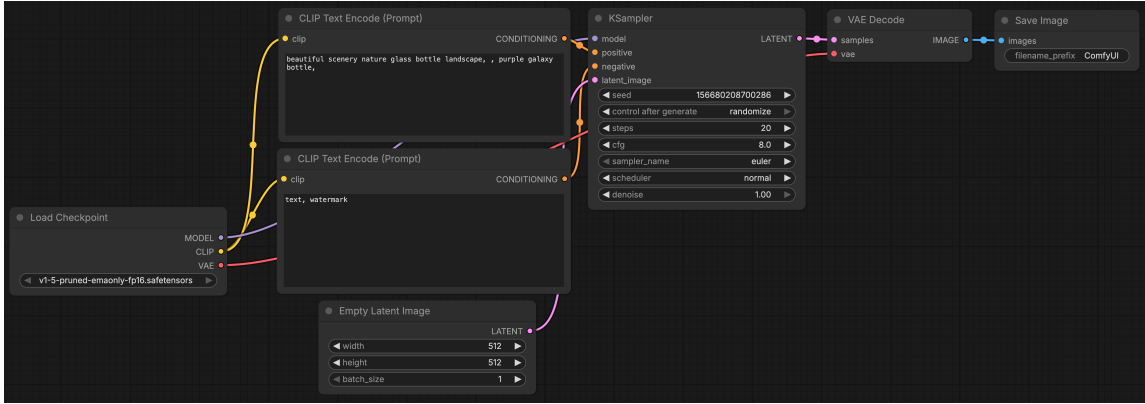 Load Checkpoint
MODEL
CLIP
VAE
v1-5-pruned-emaonly-fp16.safetensors
CLIP Text Encode (Prompt)
clip
CONDITIONING
beautiful scenery nature glass bottle landscape, , purple galaxy
bottle,
CLIP Text Encode (Prompt)
clip
CONDITIONING
text, watermark
Empty Latent Image
LATENT
width 512
height 512
batch_size 1
KSampler
model LATENT
positive
negative
latent_image
seed 156680208700286
control after generate randomize
steps 20
cfg 8.0
sampler_name euler
scheduler normal
denoise 1.00
VAE Decode
samples IMAGE
vae
Save Image
images
filename_prefix ComfyUI